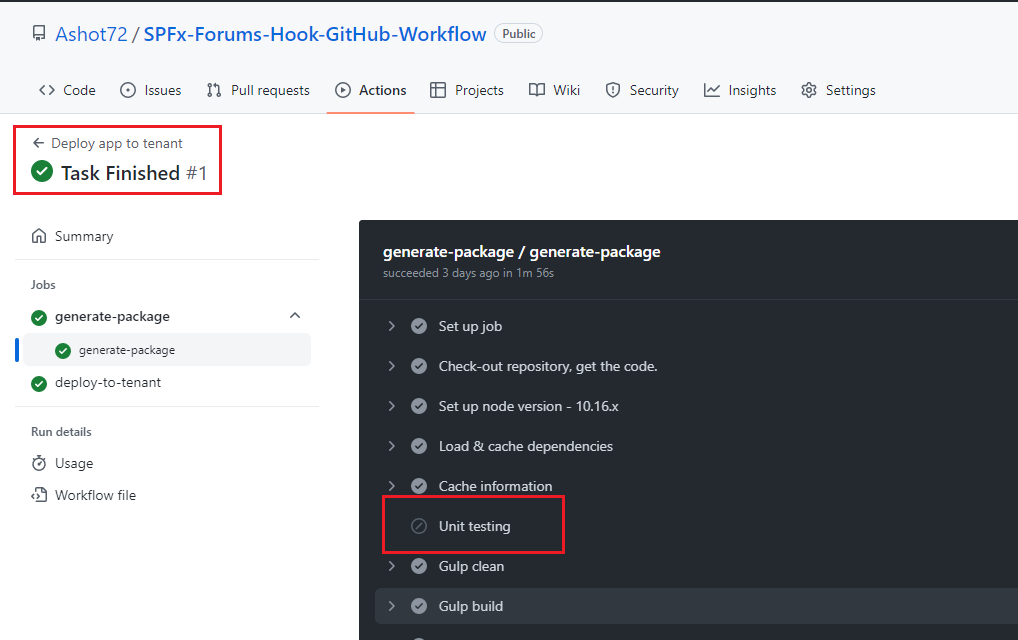 Ashot72 / SPFx-Forums-Hook-GitHub-Workflow Public
Code Issues Pull requests Actions Projects Wiki Security Insights Settings
Deploy app to tenant
Task Finished #1
Summary
Jobs
generate-package
generate-package
deploy-to-tenant
Run details
Usage
Workflow file
generate-package / generate-package
succeeded 3 days ago in 1m 56s
Set up job
Check-out repository, get the code.
Set up node version - 10.16.x
Load & cache dependencies
Cache information
Unit testing
Gulp clean
Gulp build